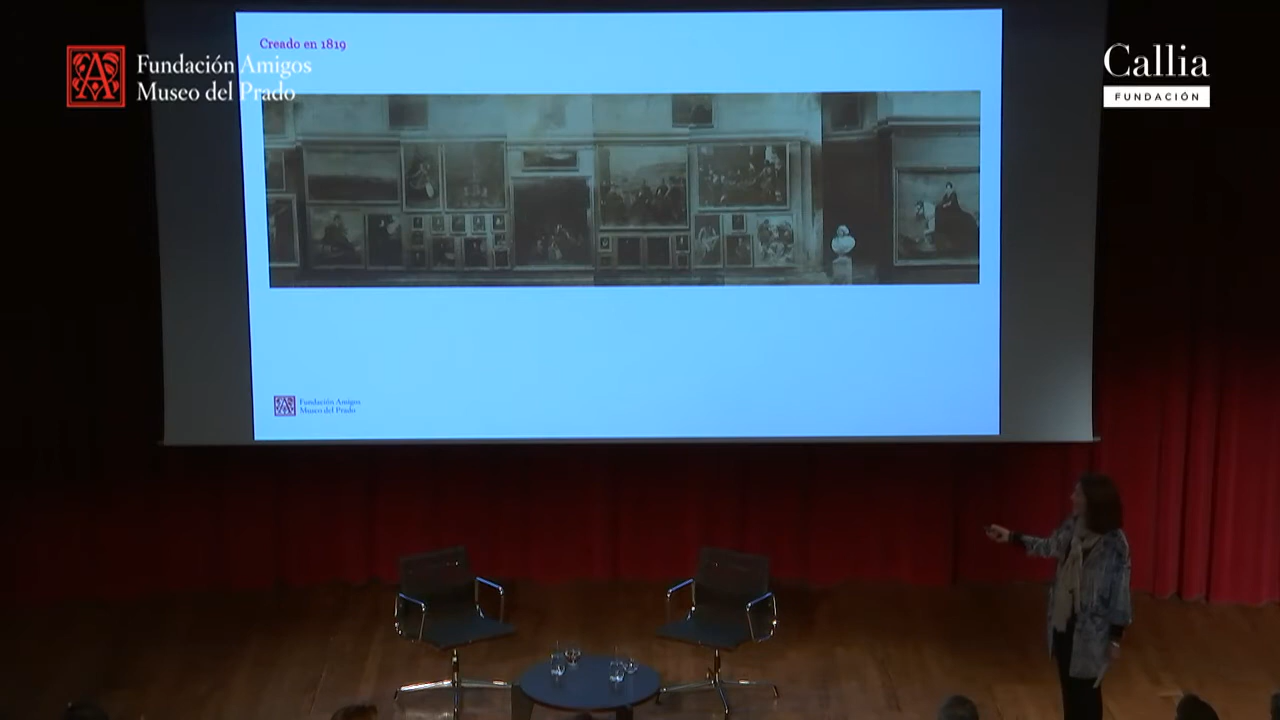 Creado en 1819
Fundación Amigos
Museo del Prado
Callia
FUNDACIÓN
Fundación Amigos
Museo del Prado